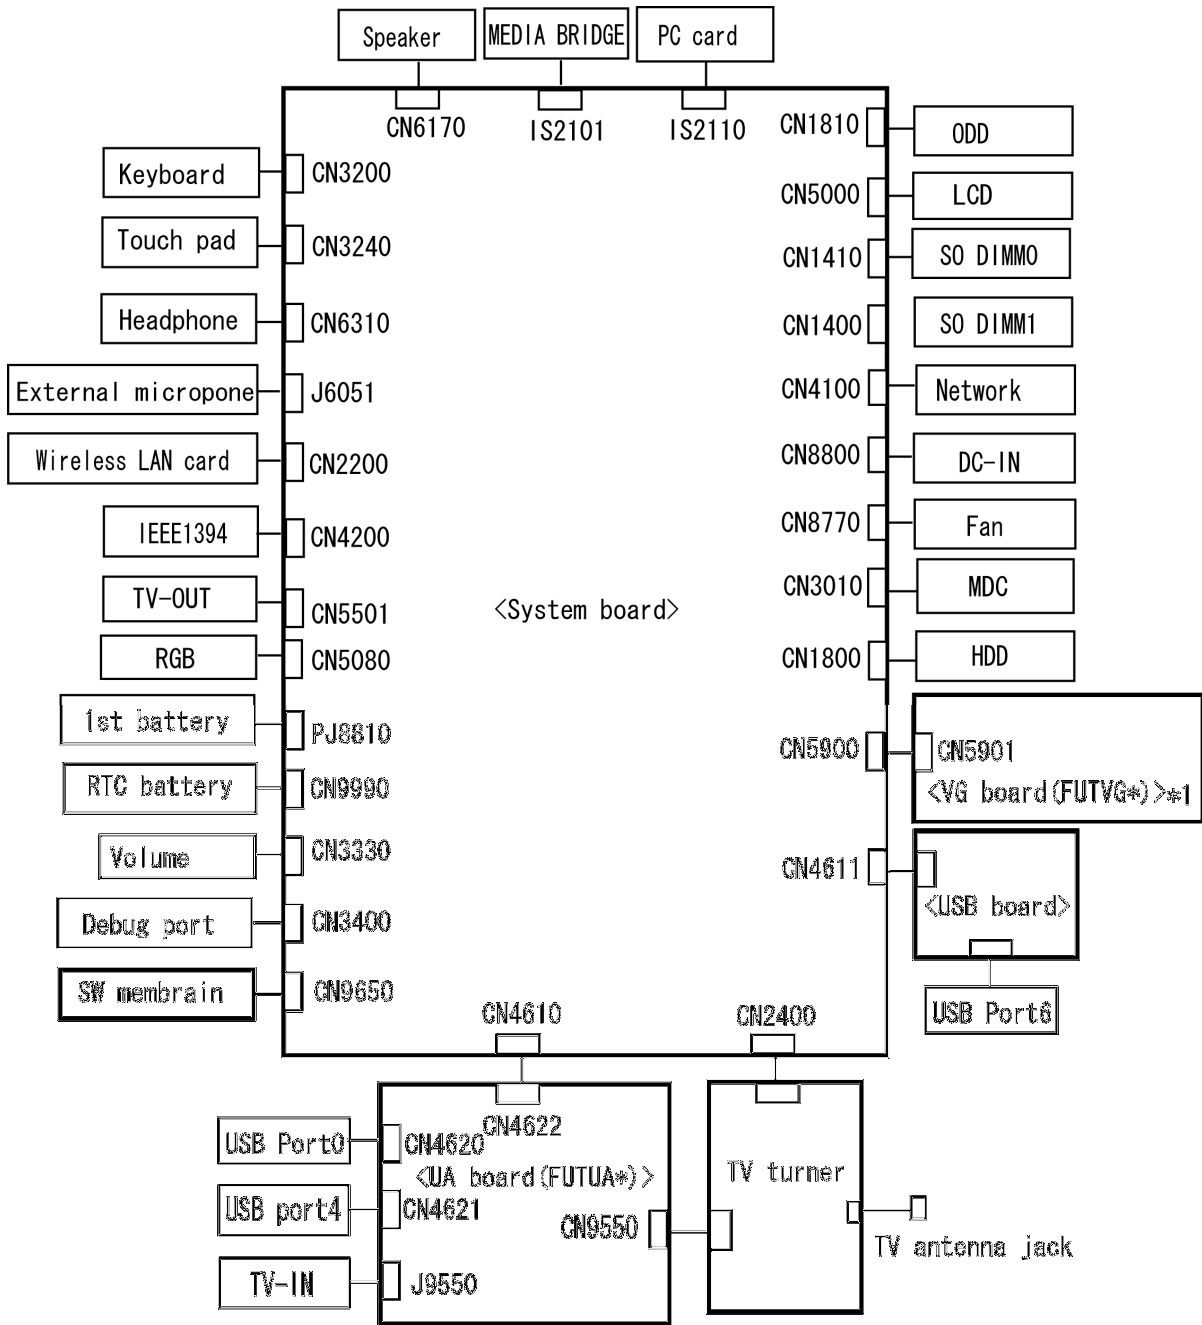 Speaker
MEDIA BRIDGE
PC card
CN6170
IS2101
IS2110
CN1810
ODD
Keyboard
CN3200
CN5000
LCD
Touch pad
CN3240
CN1410
SO DIMM0
Headphone
CN6310
CN1400
SO DIMM1
External micropone
J6051
CN4100
Network
Wireless LAN card
CN2200
CN8800
DC-IN
IEEE1394
CN4200
CN8770
Fan
TV-OUT
CN5501
<System board>
CN3010
MDC
RGB
CN5080
CN1800
HDD
1st battery
PJ8810
CN5900
CN5901
<VG board(FUTVG*)>*1
RTC battery
CN9990
Volume
CN3330
CN4611
<USB board>
Debug port
CN3400
SW membrain
CN9650
CN4610
CN2400
USB Port6
CN4622
USB Port0
CN4620
<UA board(FUTUA*)>
TV turner
USB port4
CN4621
CN9550
TV antenna jack
TV-IN
J9550